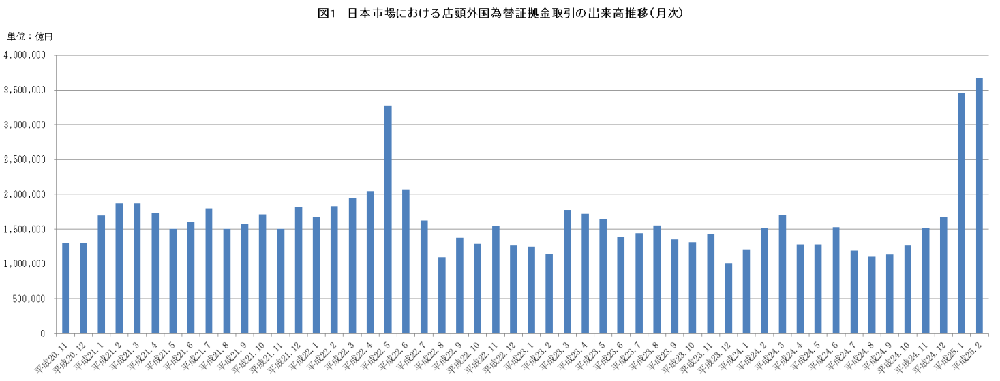 図1　日本市場における店頭外国為替証拠金取引の出来高推移(月次)
単位：億円
4,000,000
3,500,000
3,000,000
2,500,000
2,000,000
1,500,000
1,000,000
500,000
0
平成20.11
平成20.12
平成21.1
平成21.2
平成21.3
平成21.4
平成21.5
平成21.6
平成21.7
平成21.8
平成21.9
平成21.10
平成21.11
平成21.12
平成22.1
平成22.2
平成22.3
平成22.4
平成22.5
平成22.6
平成22.7
平成22.8
平成22.9
平成22.10
平成22.11
平成22.12
平成23.1
平成23.2
平成23.3
平成23.4
平成23.5
平成23.6
平成23.7
平成23.8
平成23.9
平成23.10
平成23.11
平成23.12
平成24.1
平成24.2
平成24.3
平成24.4
平成24.5
平成24.6
平成24.7
平成24.8
平成24.9
平成24.10
平成24.11
平成24.12
平成25.1
平成25.2